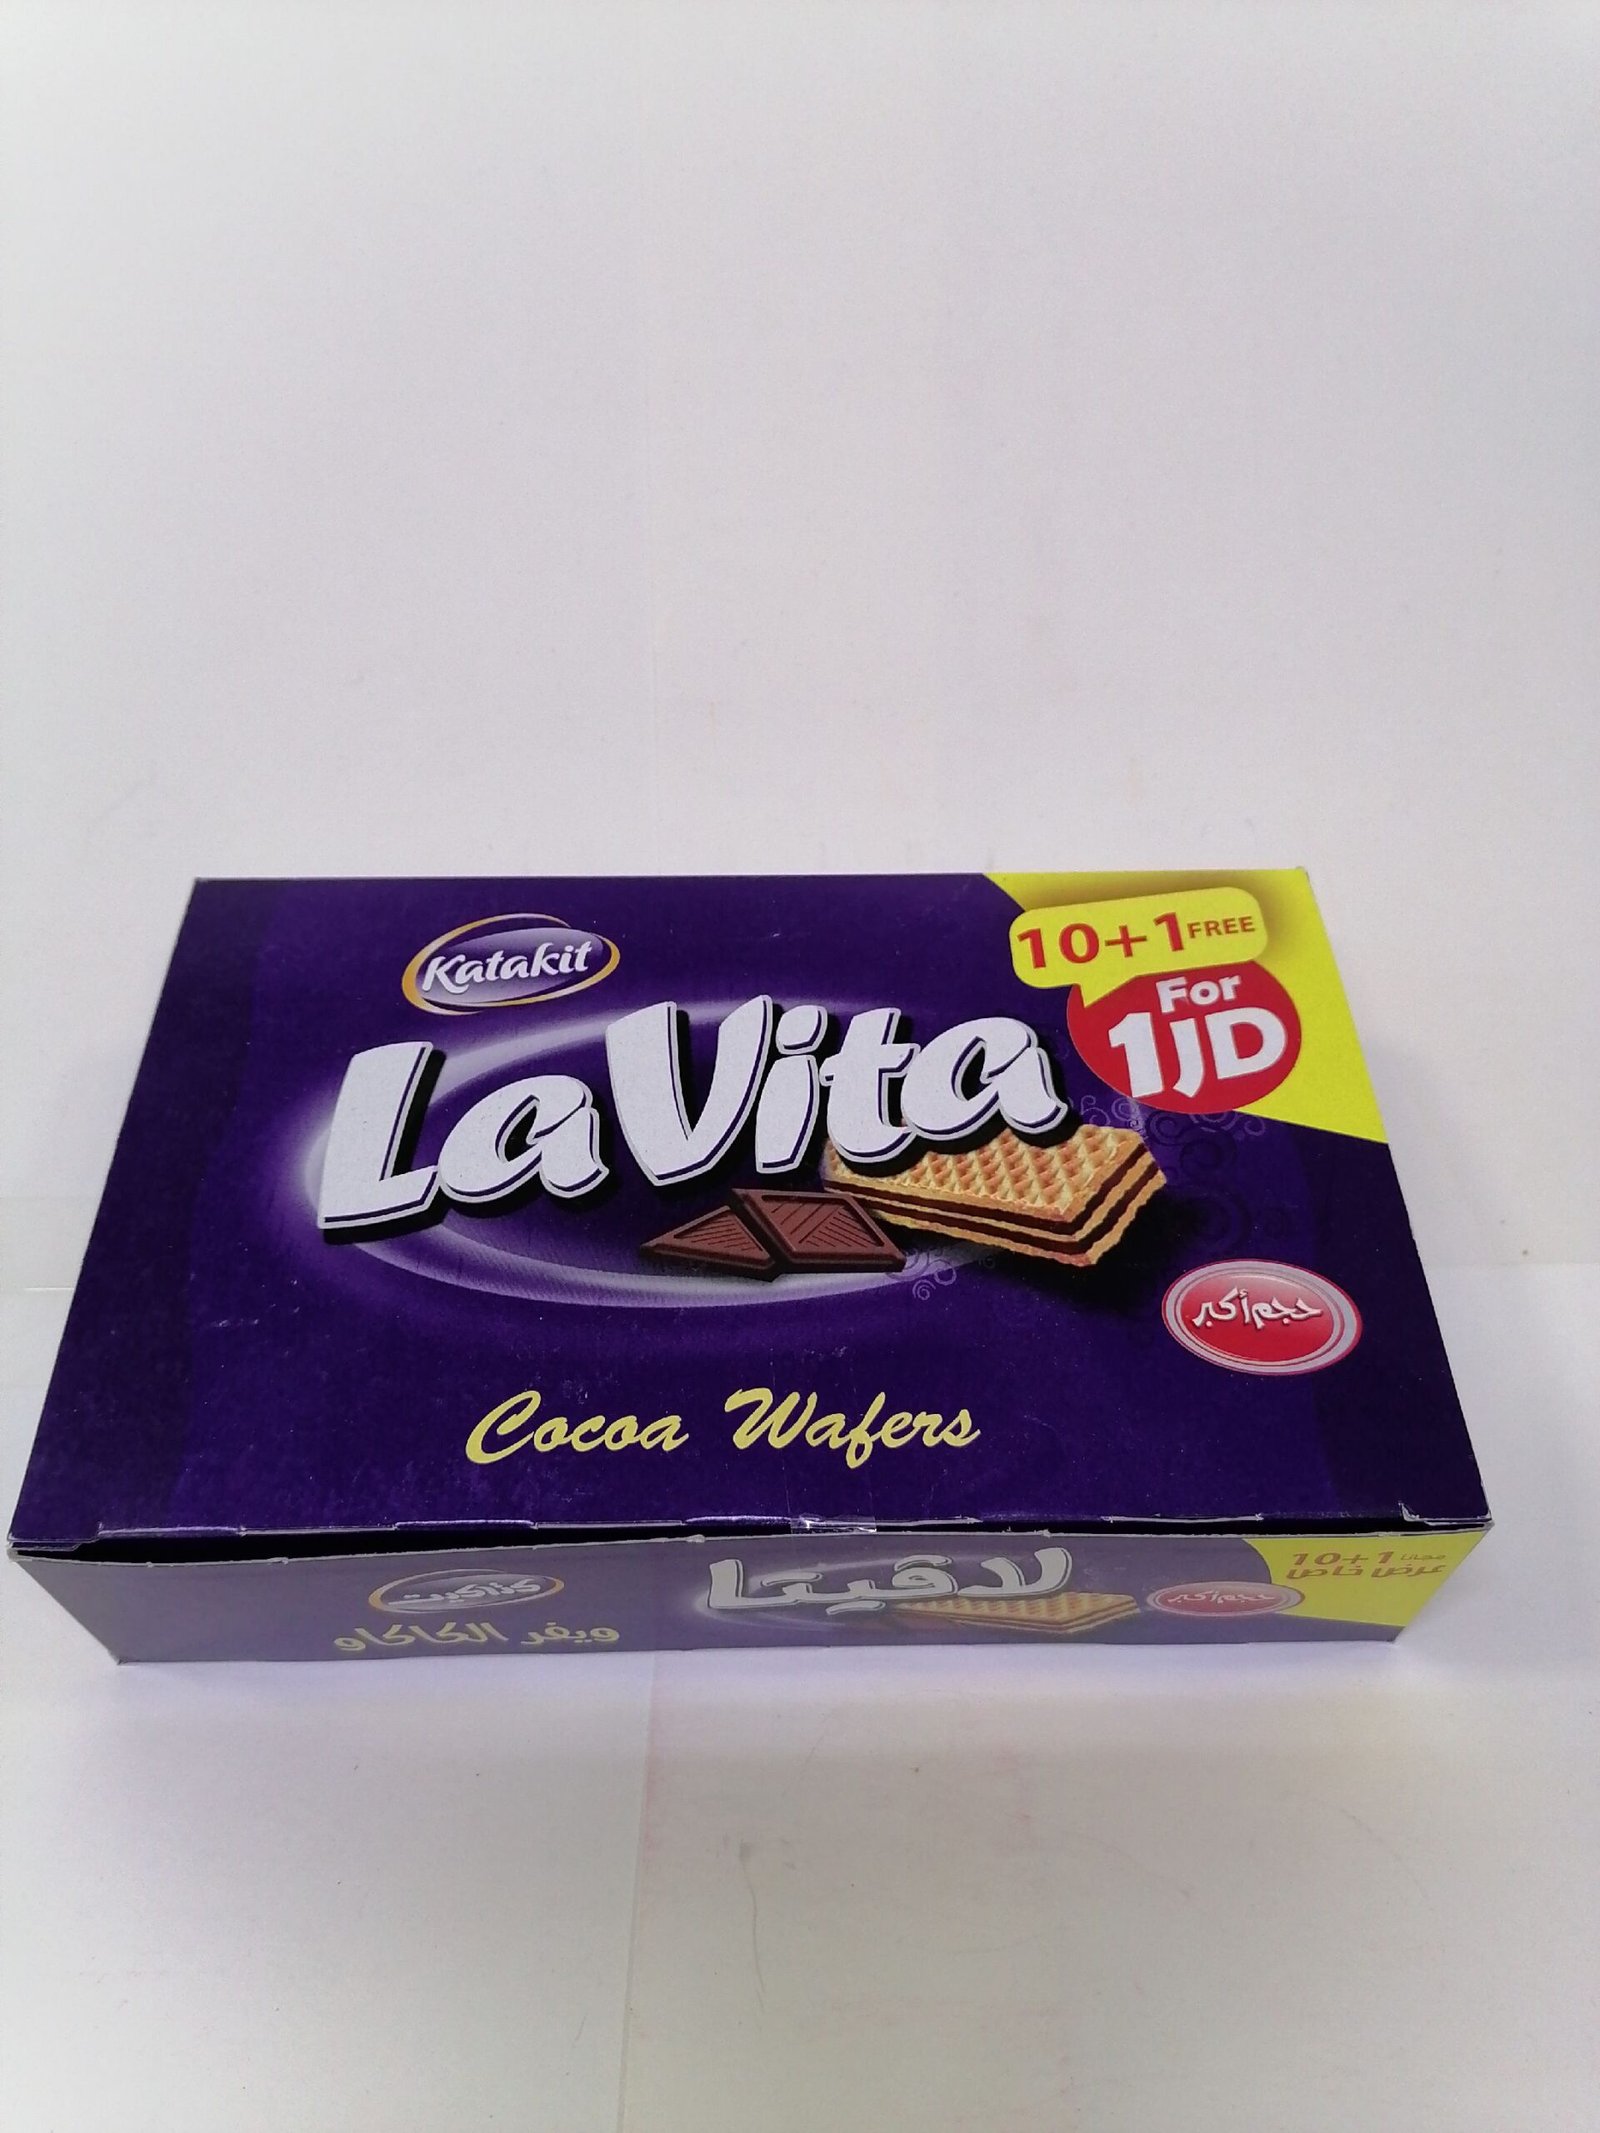 Katakit
10+1 FREE
For
1JD
LaVita
حجم أكبر
Cocoa Wafers
كتاكيت
ويفر الكاكاو
لاڤيتا
حجم أكبر
10+1 مجانا
عرض خاص